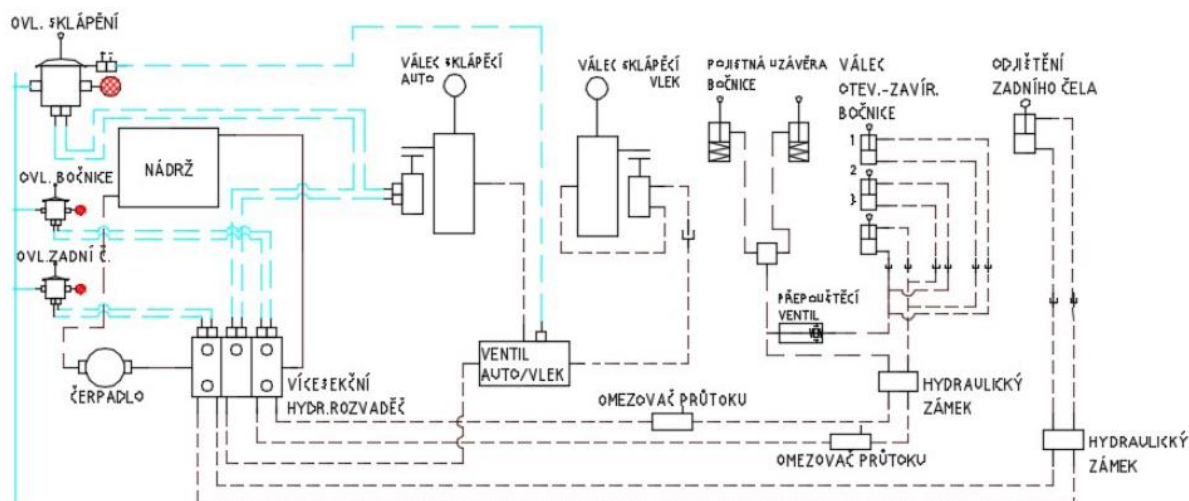 OVL. SKLÁPĚNÍ
VÁLEC SKLÁPĚCÍ
AUTO
VÁLEC SKLÁPĚCÍ
VLEK
POJISTNÁ UZÁVĚRA
BOČNICE
VÁLEC
OTEV.-ZAVÍR.
BOČNICE
ODJIŠTĚNÍ
ZADNÍHO ČELA
1
2
3
NÁDRŽ
OVL. BOČNICE
OVL.ZADNÍ Č.
ČERPADLO
VÍCESEKČNÍ
HYDR.ROZVADĚČ
VENTIL
AUTO/VLEK
PŘEPOUŠTĚCÍ
VENTIL
OMEZOVAČ PRŮTOKU
HYDRAULICKÝ
ZÁMEK
OMEZOVAČ PRŮTOKU
HYDRAULICKÝ
ZÁMEK